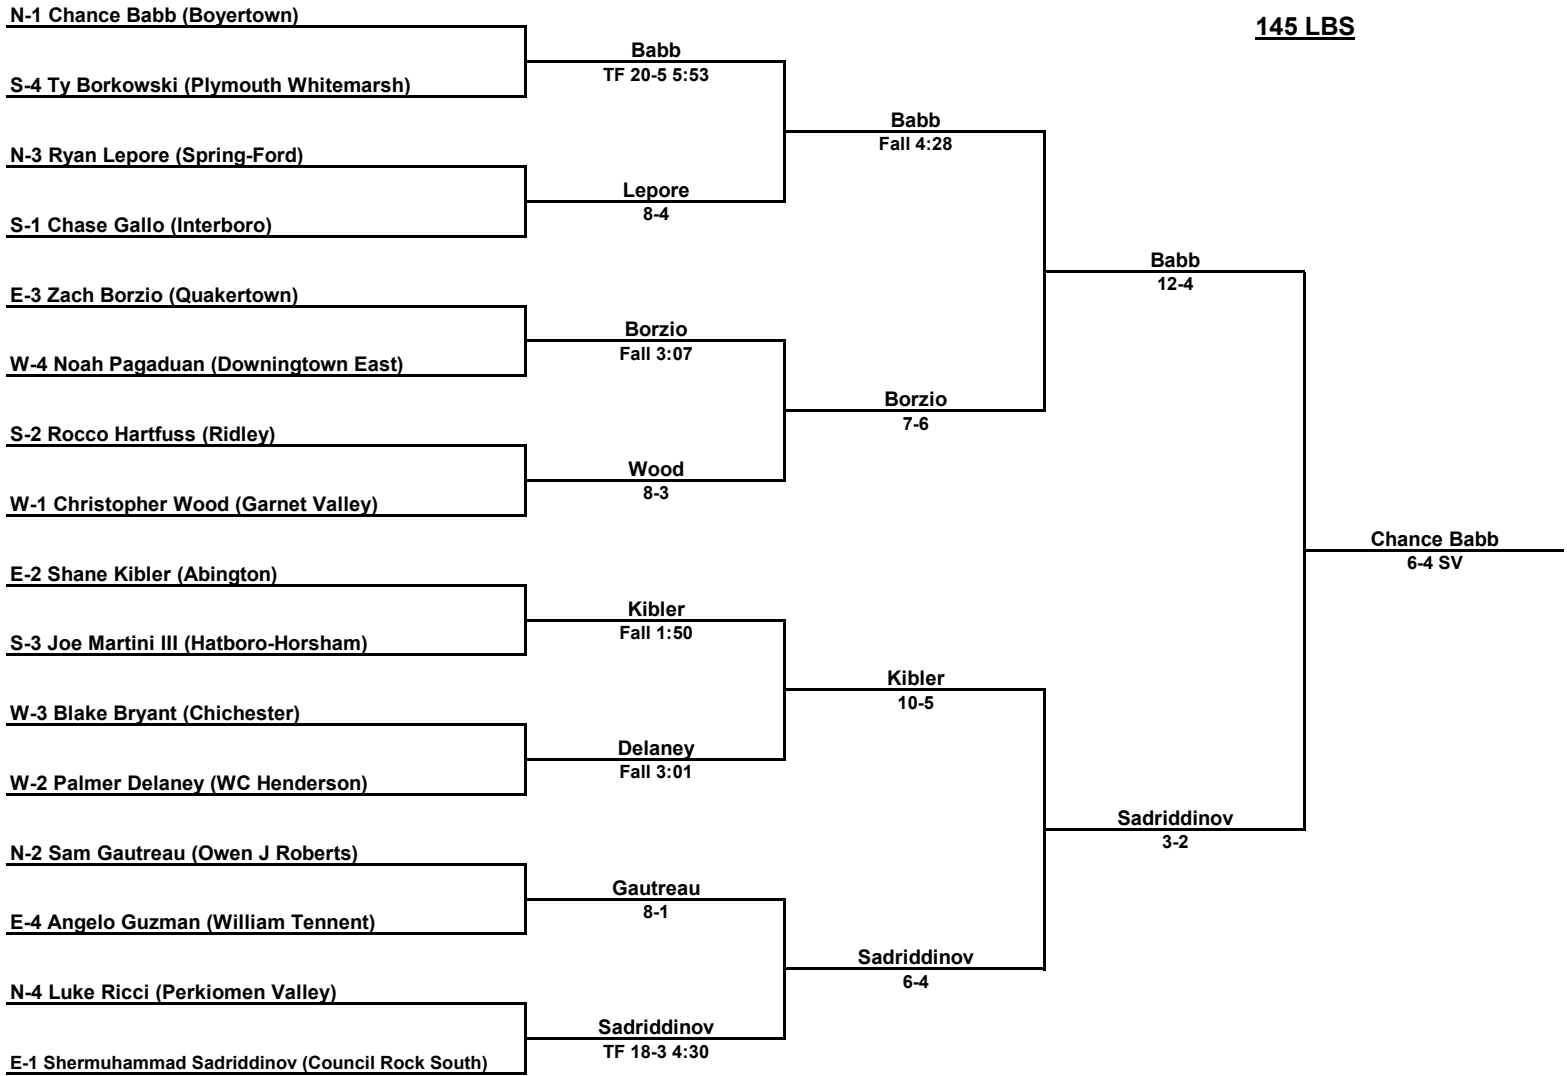 145 LBS
N-1 Chance Babb (Boyertown)
S-4 Ty Borkowski (Plymouth Whitemarsh)
N-3 Ryan Lepore (Spring-Ford)
S-1 Chase Gallo (Interboro)
E-3 Zach Borzio (Quakertown)
W-4 Noah Pagaduan (Downingtown East)
S-2 Rocco Hartfuss (Ridley)
W-1 Christopher Wood (Garnet Valley)
E-2 Shane Kibler (Abington)
S-3 Joe Martini III (Hatboro-Horsham)
W-3 Blake Bryant (Chichester)
W-2 Palmer Delaney (WC Henderson)
N-2 Sam Gautreau (Owen J Roberts)
E-4 Angelo Guzman (William Tennent)
N-4 Luke Ricci (Perkiomen Valley)
E-1 Shermuhammad Sadriddinov (Council Rock South)
Babb
TF 20-5 5:53
Lepore
8-4
Borzio
Fall 3:07
Wood
8-3
Kibler
Fall 1:50
Delaney
Fall 3:01
Gautreau
8-1
Sadriddinov
TF 18-3 4:30
Babb
Fall 4:28
Borzio
7-6
Kibler
10-5
Sadriddinov
6-4
Babb
12-4
Sadriddinov
3-2
Chance Babb
6-4 SV